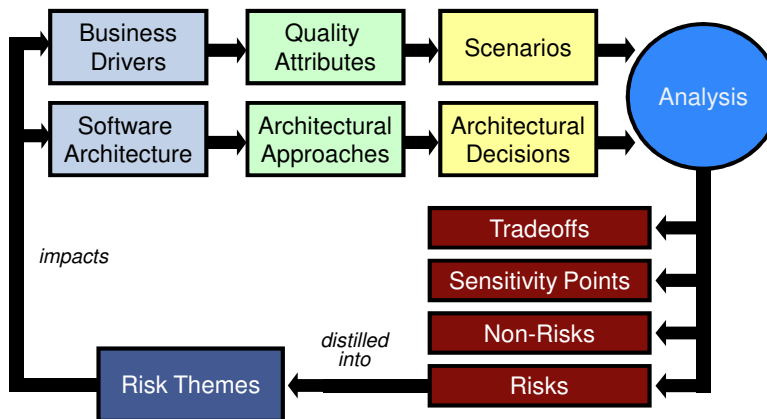 Business
Drivers
Quality
Attributes
Scenarios
Analysis
Software
Architecture
Architectural
Approaches
Architectural
Decisions
Tradeoffs
impacts
Sensitivity Points
Non-Risks
distilled
into
Risk Themes
Risks